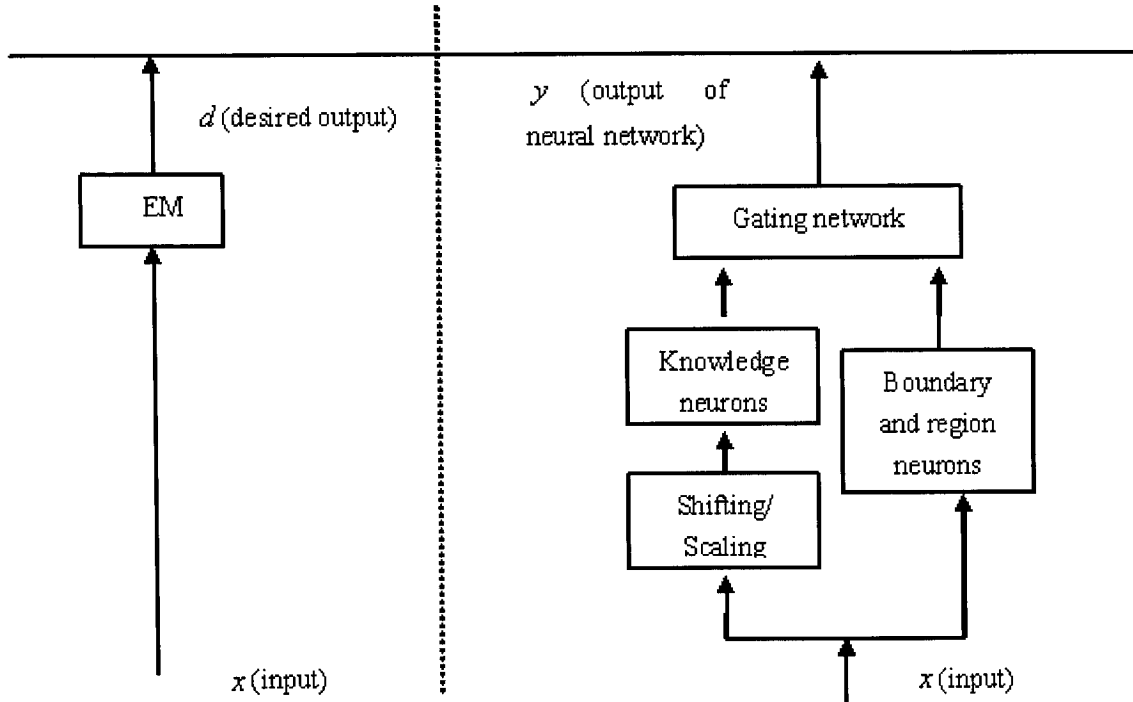 d (desired output)
EM
x (input)
y (output of
neural network)
Gating network
Knowledge
neurons
Boundary
and region
neurons
Shifting/
Scaling
x (input)